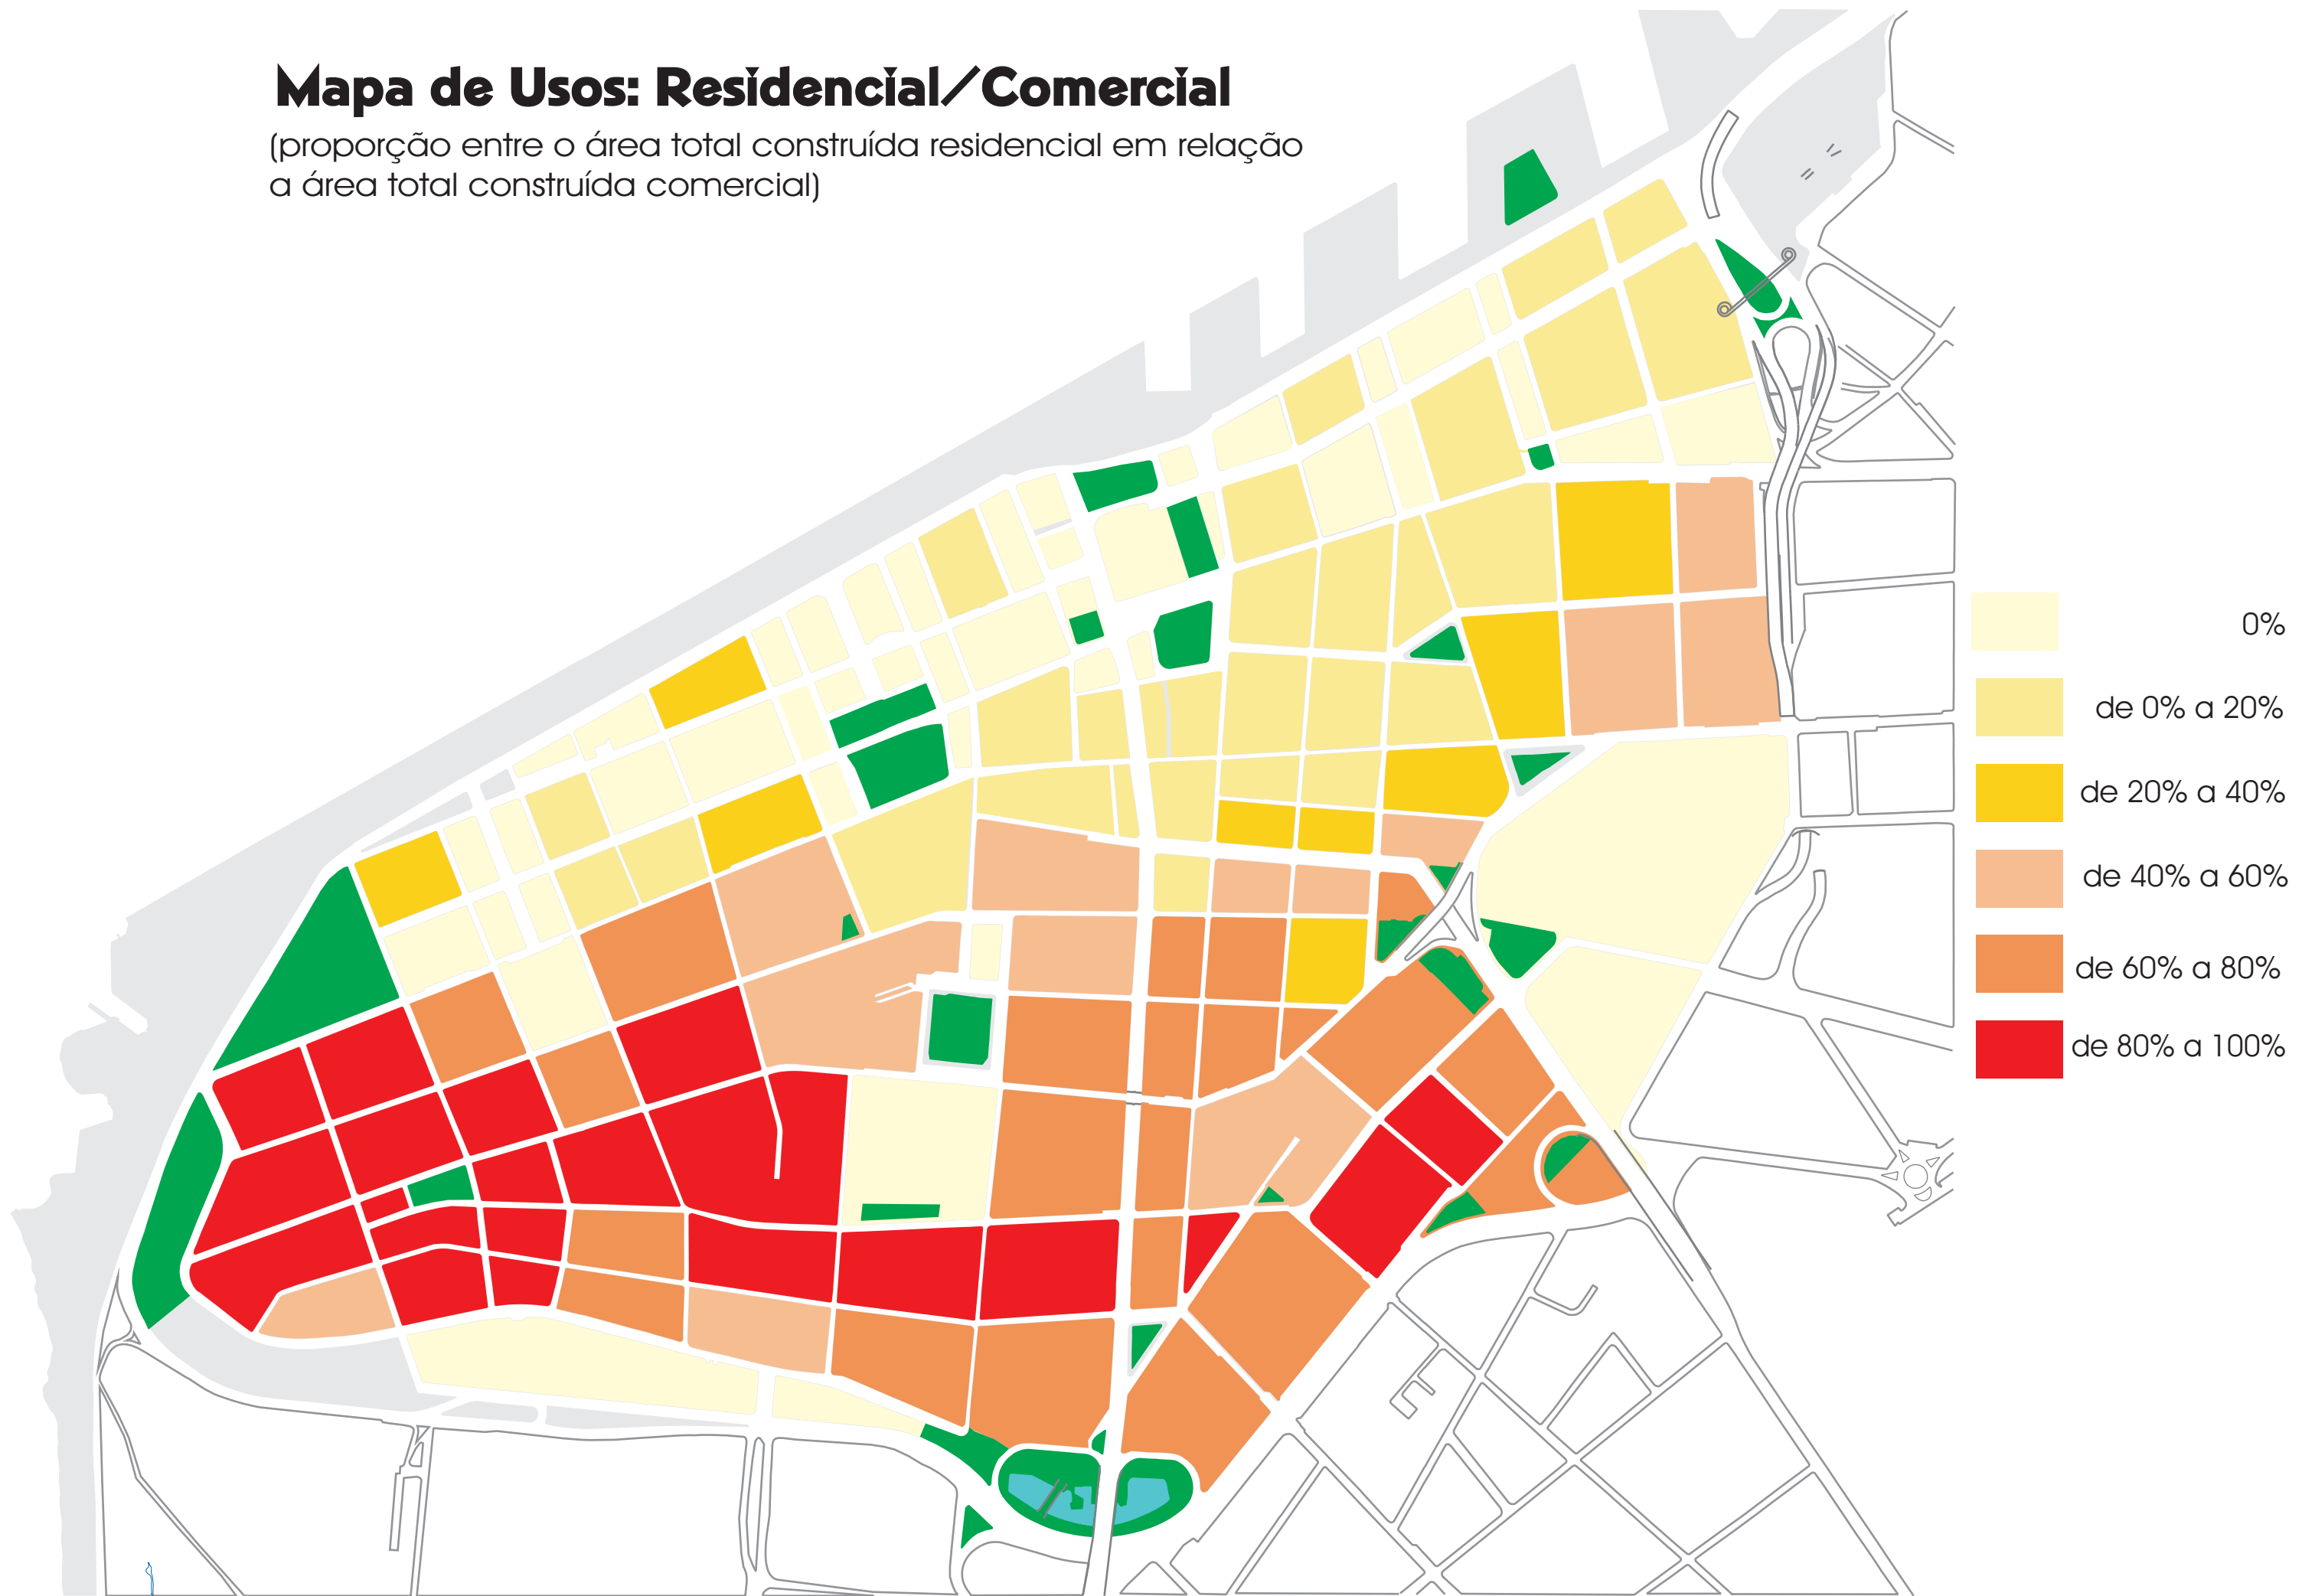 Mapa de Usos: Residencial/Comercial
(proporção entre o área total construída residencial em relação
a área total construída comercial)
0%
de 0% a 20%
de 20% a 40%
de 40% a 60%
de 60% a 80%
de 80% a 100%